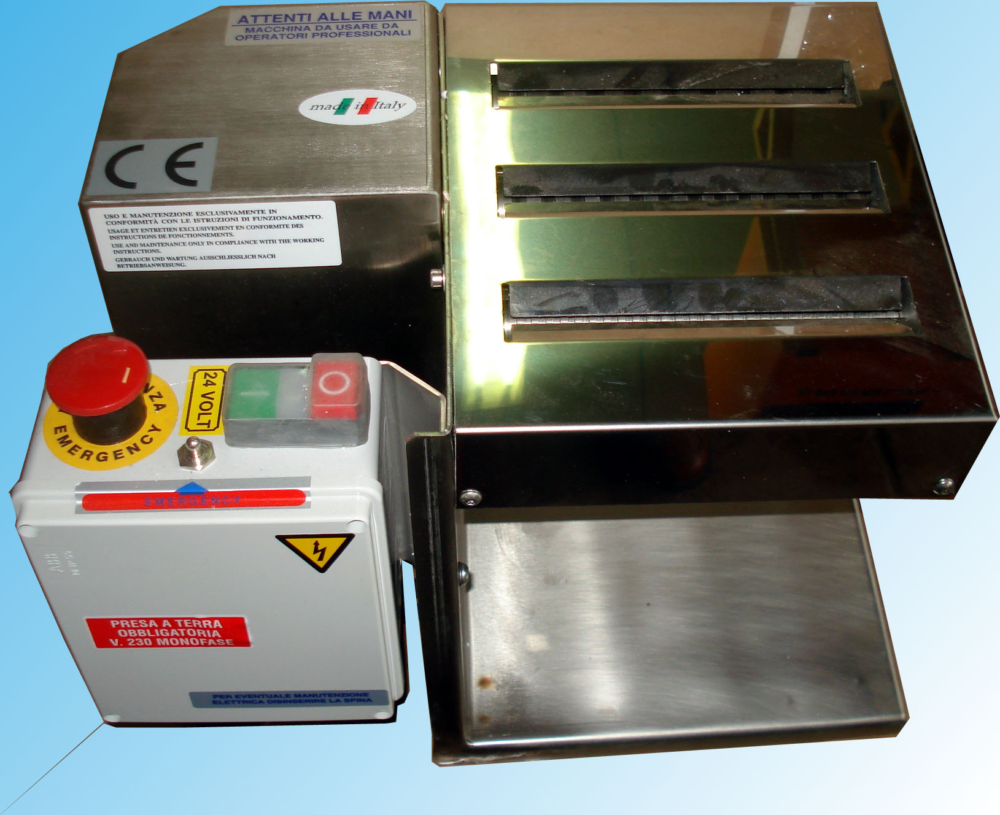 ATTENTI ALLE MANI
MACCHINA DA USARE DA
OPERATORI PROFESSIONALI
made in Italy
CE
USO E MANUTENZIONE ESCLUSIVAMENTE IN
CONFORMITÀ CON LE ISTRUZIONI DI FUNZIONAMENTO.
USAGE ET ENTRETIEN EXCLUSIVEMENT EN CONFORMITE DES
INSTRUCTIONS DE FONCTIONNEMENTS.
USE AND MAINTENANCE ONLY IN COMPLIANCE WITH THE WORKING
INSTRUCTIONS.
GEBRAUCH UND WARTUNG AUSSCHLIESSLICH NACH
BETRIEBSANWEISUNG.
EMERGENCY
24 VOLT
EMERGENCY
ABB
PRESA A TERRA
OBBLIGATORIA
V. 230 MONOFASE
PER EVENTUALE MANUTENZIONE
ELETTRICA DISINSERIRE LA SPINA